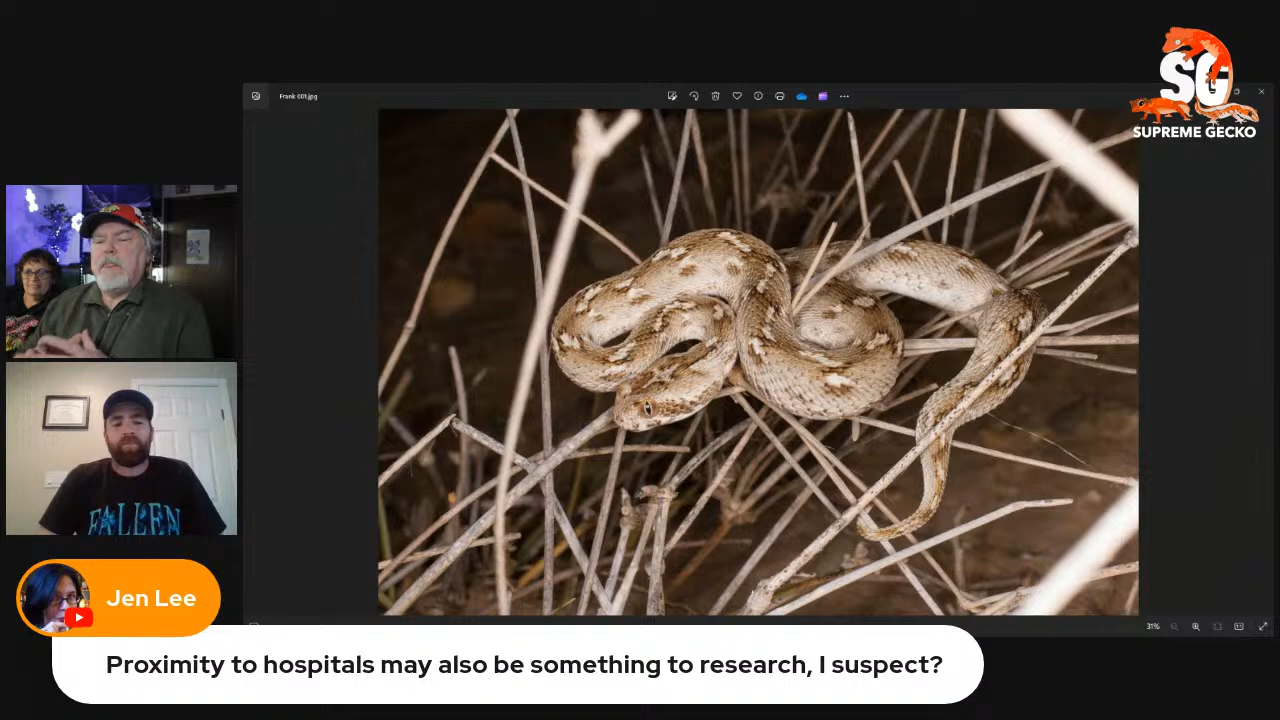 Frank 001.jpg
SG
SUPREME GECKO
FALLEN
31%
Jen Lee
Proximity to hospitals may also be something to research, I suspect?